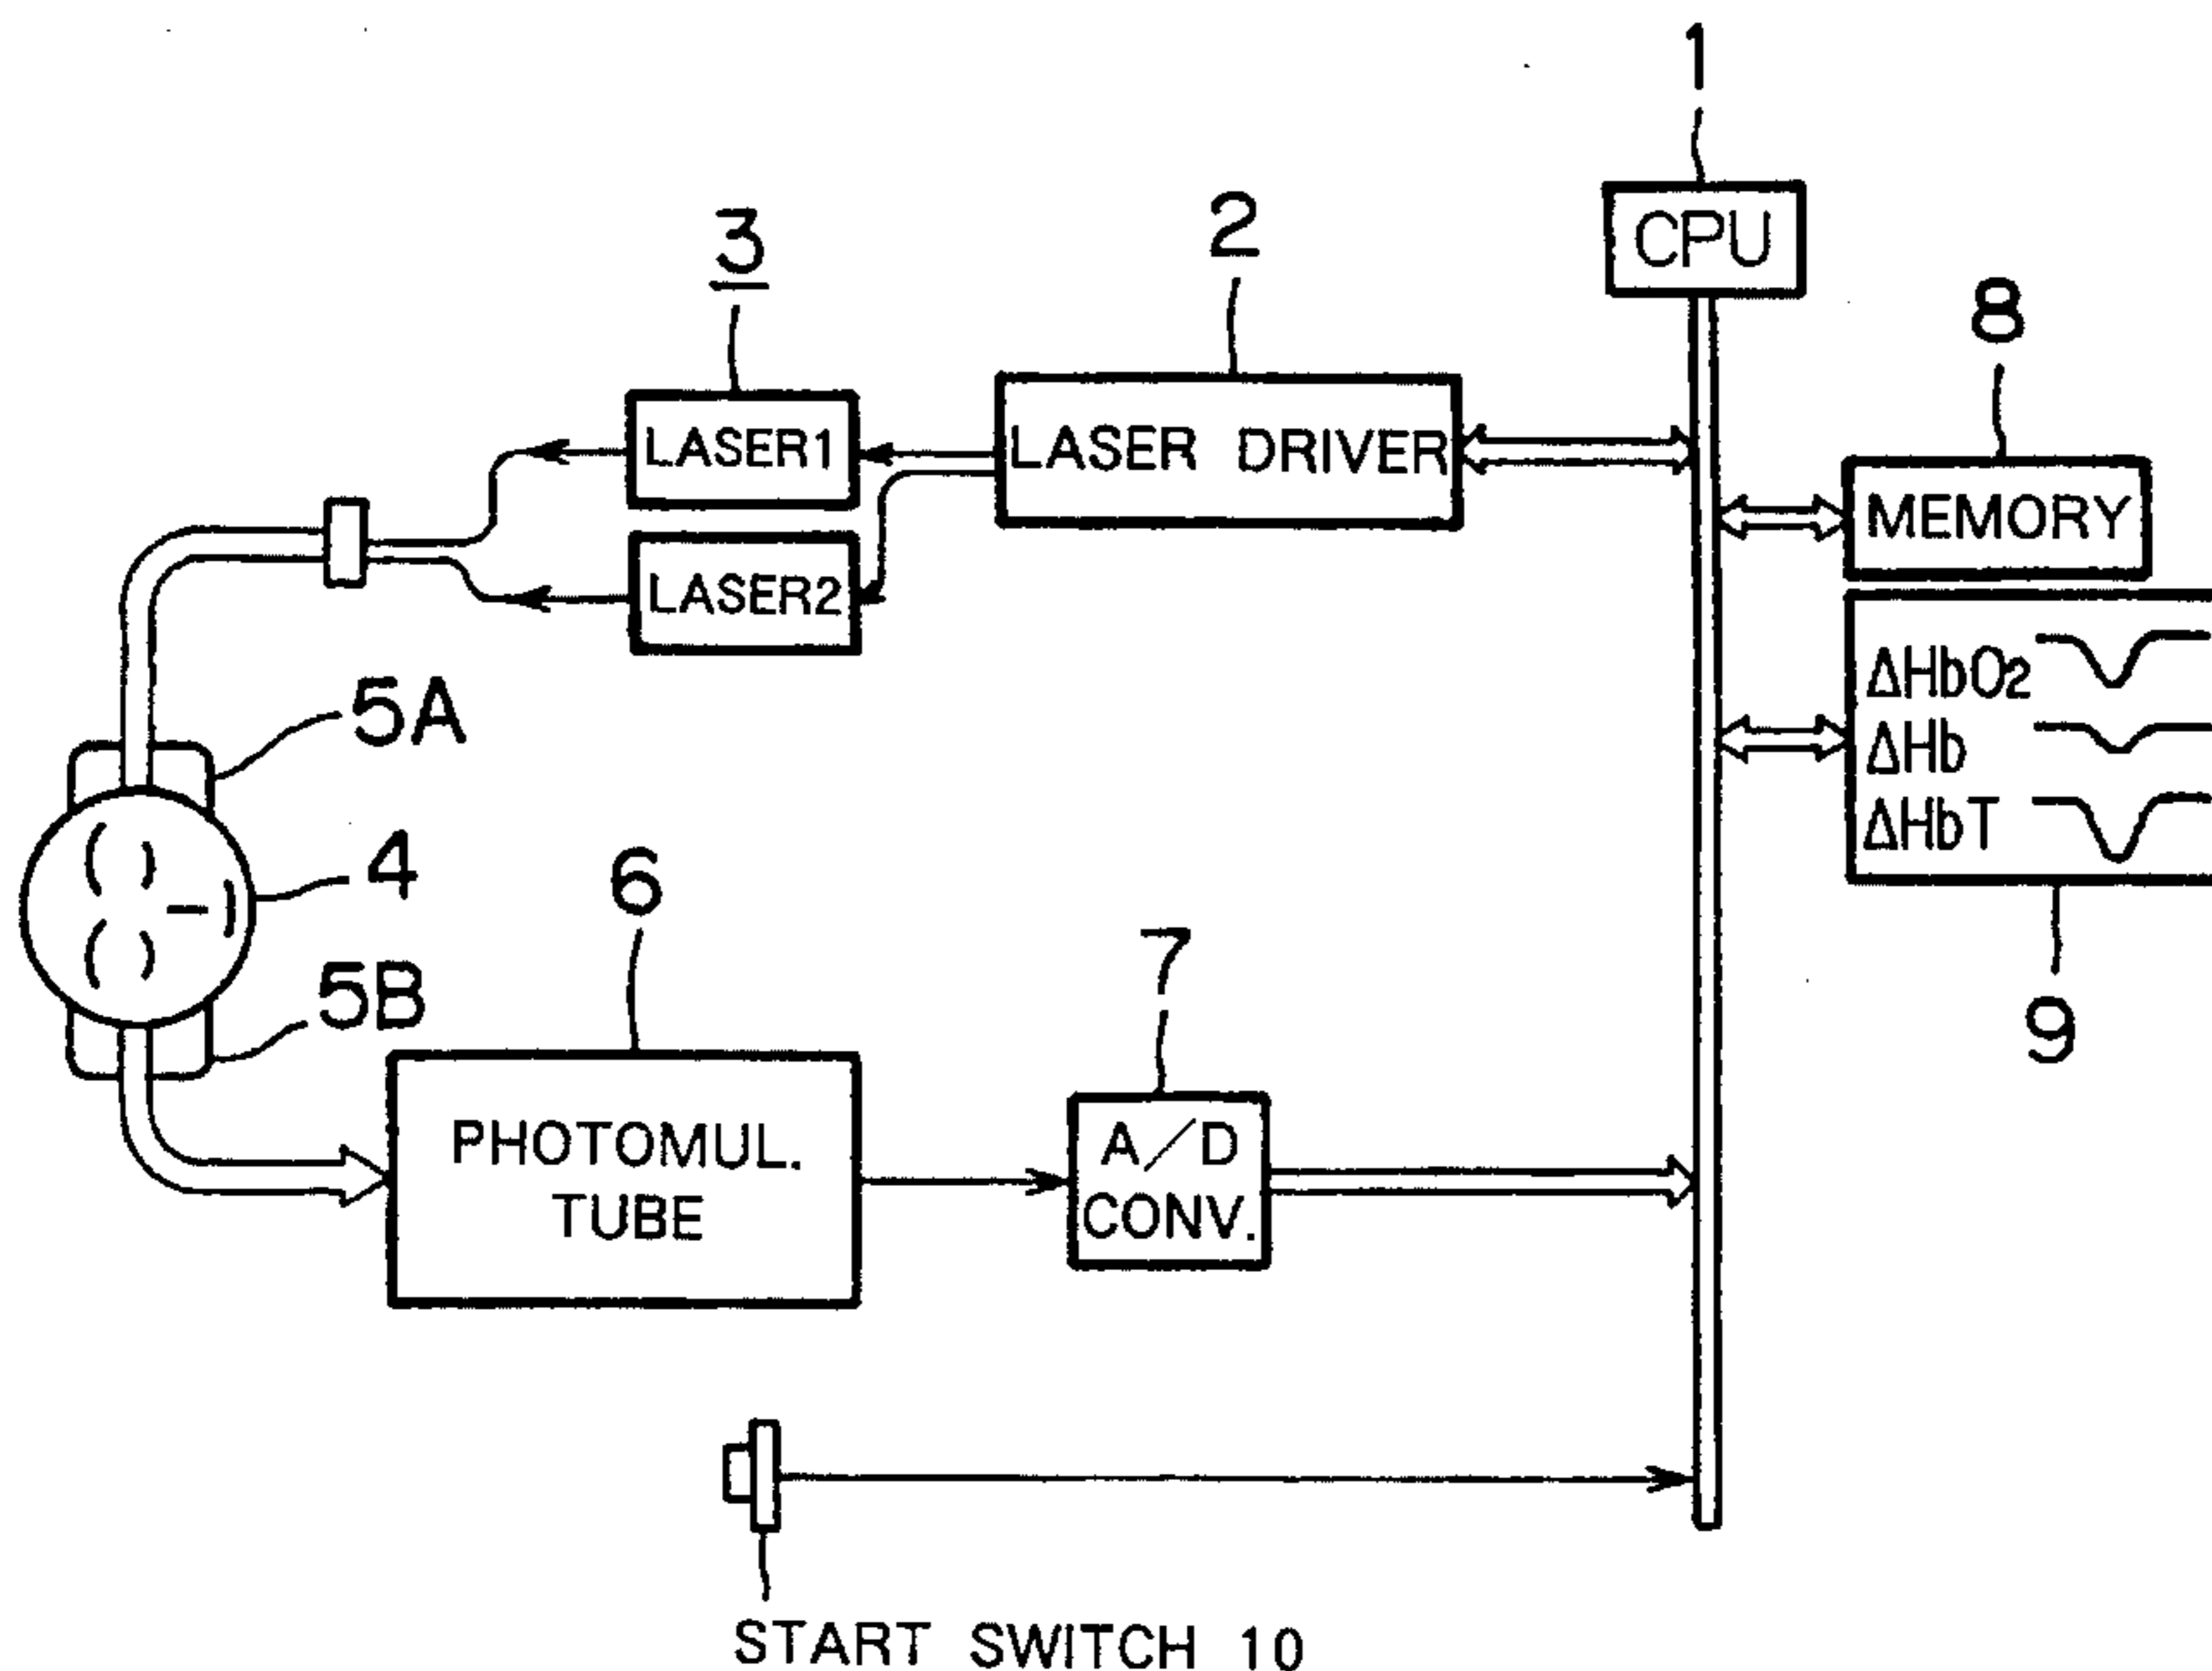 1
CPU
2
3
8
LASER1
LASER DRIVER
MEMORY
LASER2
ΔHbO2
5A
ΔHb
ΔHbT
4
6
7
5B
9
PHOTOMUL.
TUBE
A/D
CONV.
START SWITCH 10